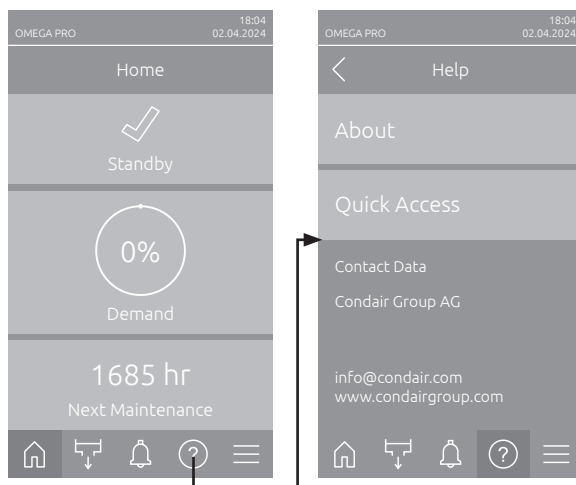 18:04
OMEGA PRO 02.04.2024
Home
Standby
0%
Demand
1685 hr
Next Maintenance
?
18:04
OMEGA PRO 02.04.2024
Help
About
Quick Access
Contact Data
Condair Group AG
info@condair.com
www.condairgroup.com
?